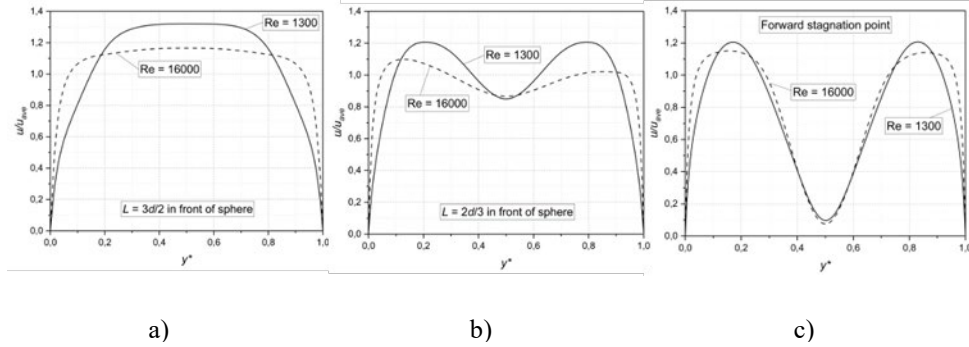 a
u/u_ave
1,4
1,2
1,0
0,8
0,6
0,4
0,2
0,0
Re = 1300
Re = 16000
L = 3d/2 in front of sphere
0,0 0,2 0,4 0,6 0,8 1,0
y*
b
u/u_ave
1,4
1,2
1,0
0,8
0,6
0,4
0,2
0,0
Re = 1300
Re = 16000
L = 2d/3 in front of sphere
0,0 0,2 0,4 0,6 0,8 1,0
y*
c
u/u_ave
1,4
1,2
1,0
0,8
0,6
0,4
0,2
0,0
Forward stagnation point
Re = 16000
Re = 1300
0,0 0,2 0,4 0,6 0,8 1,0
y*
a) b) c)